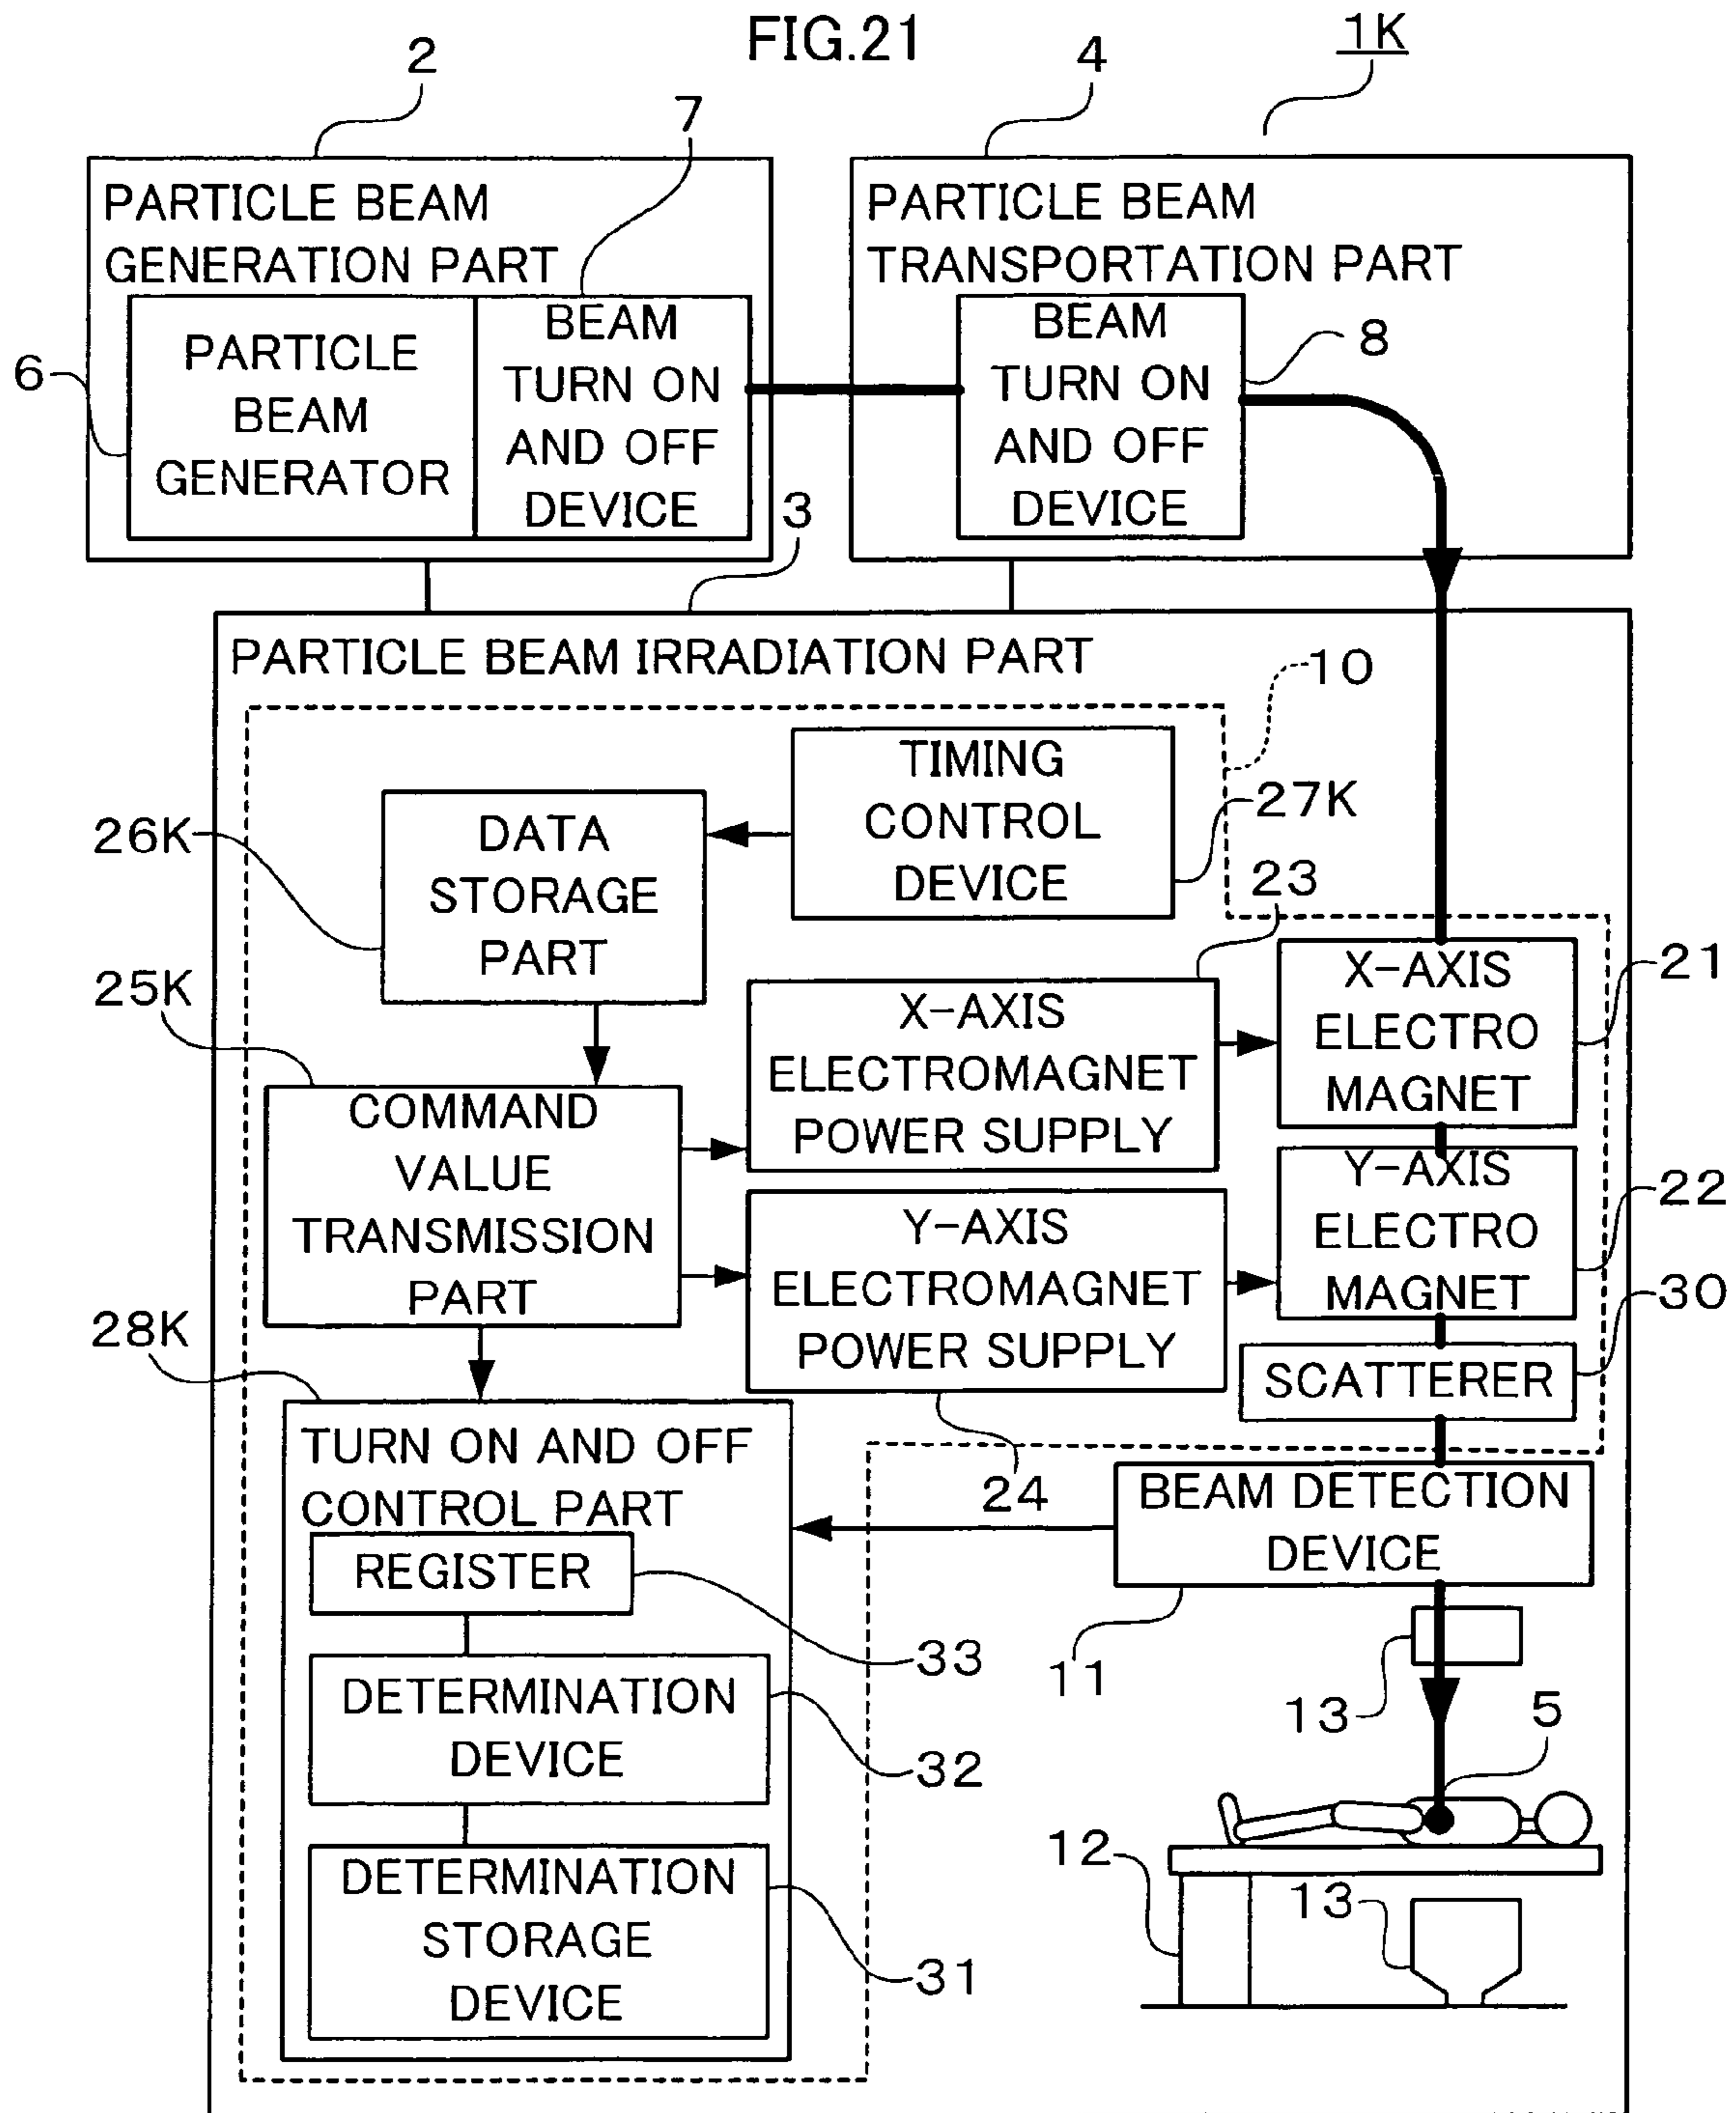 FIG.21
1K
2
4
7
PARTICLE BEAM
GENERATION PART
PARTICLE BEAM
TRANSPORTATION PART
6
PARTICLE
BEAM
GENERATOR
BEAM
TURN ON
AND OFF
DEVICE
BEAM
TURN ON
AND OFF
DEVICE
8
3
PARTICLE BEAM IRRADIATION PART
10
TIMING
CONTROL
DEVICE
27K
26K
DATA
STORAGE
PART
23
25K
X-AXIS
ELECTROMAGNET
POWER SUPPLY
X-AXIS
ELECTRO
MAGNET
21
COMMAND
VALUE
TRANSMISSION
PART
Y-AXIS
ELECTROMAGNET
POWER SUPPLY
Y-AXIS
ELECTRO
MAGNET
22
30
28K
SCATTERER
TURN ON AND OFF
CONTROL PART
24
BEAM DETECTION
DEVICE
REGISTER
33
11
13
5
DETERMINATION
DEVICE
32
12
13
DETERMINATION
STORAGE
DEVICE
31